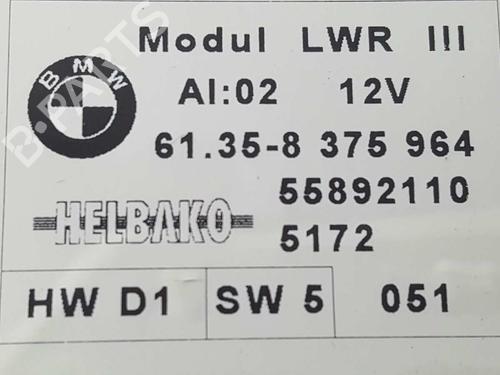 Modul LWR III
BMW
AI:02 12V
61.35-8 375 964
55892110
HELBAKO
5172
HW D1 SW 5 051
B-PARTS